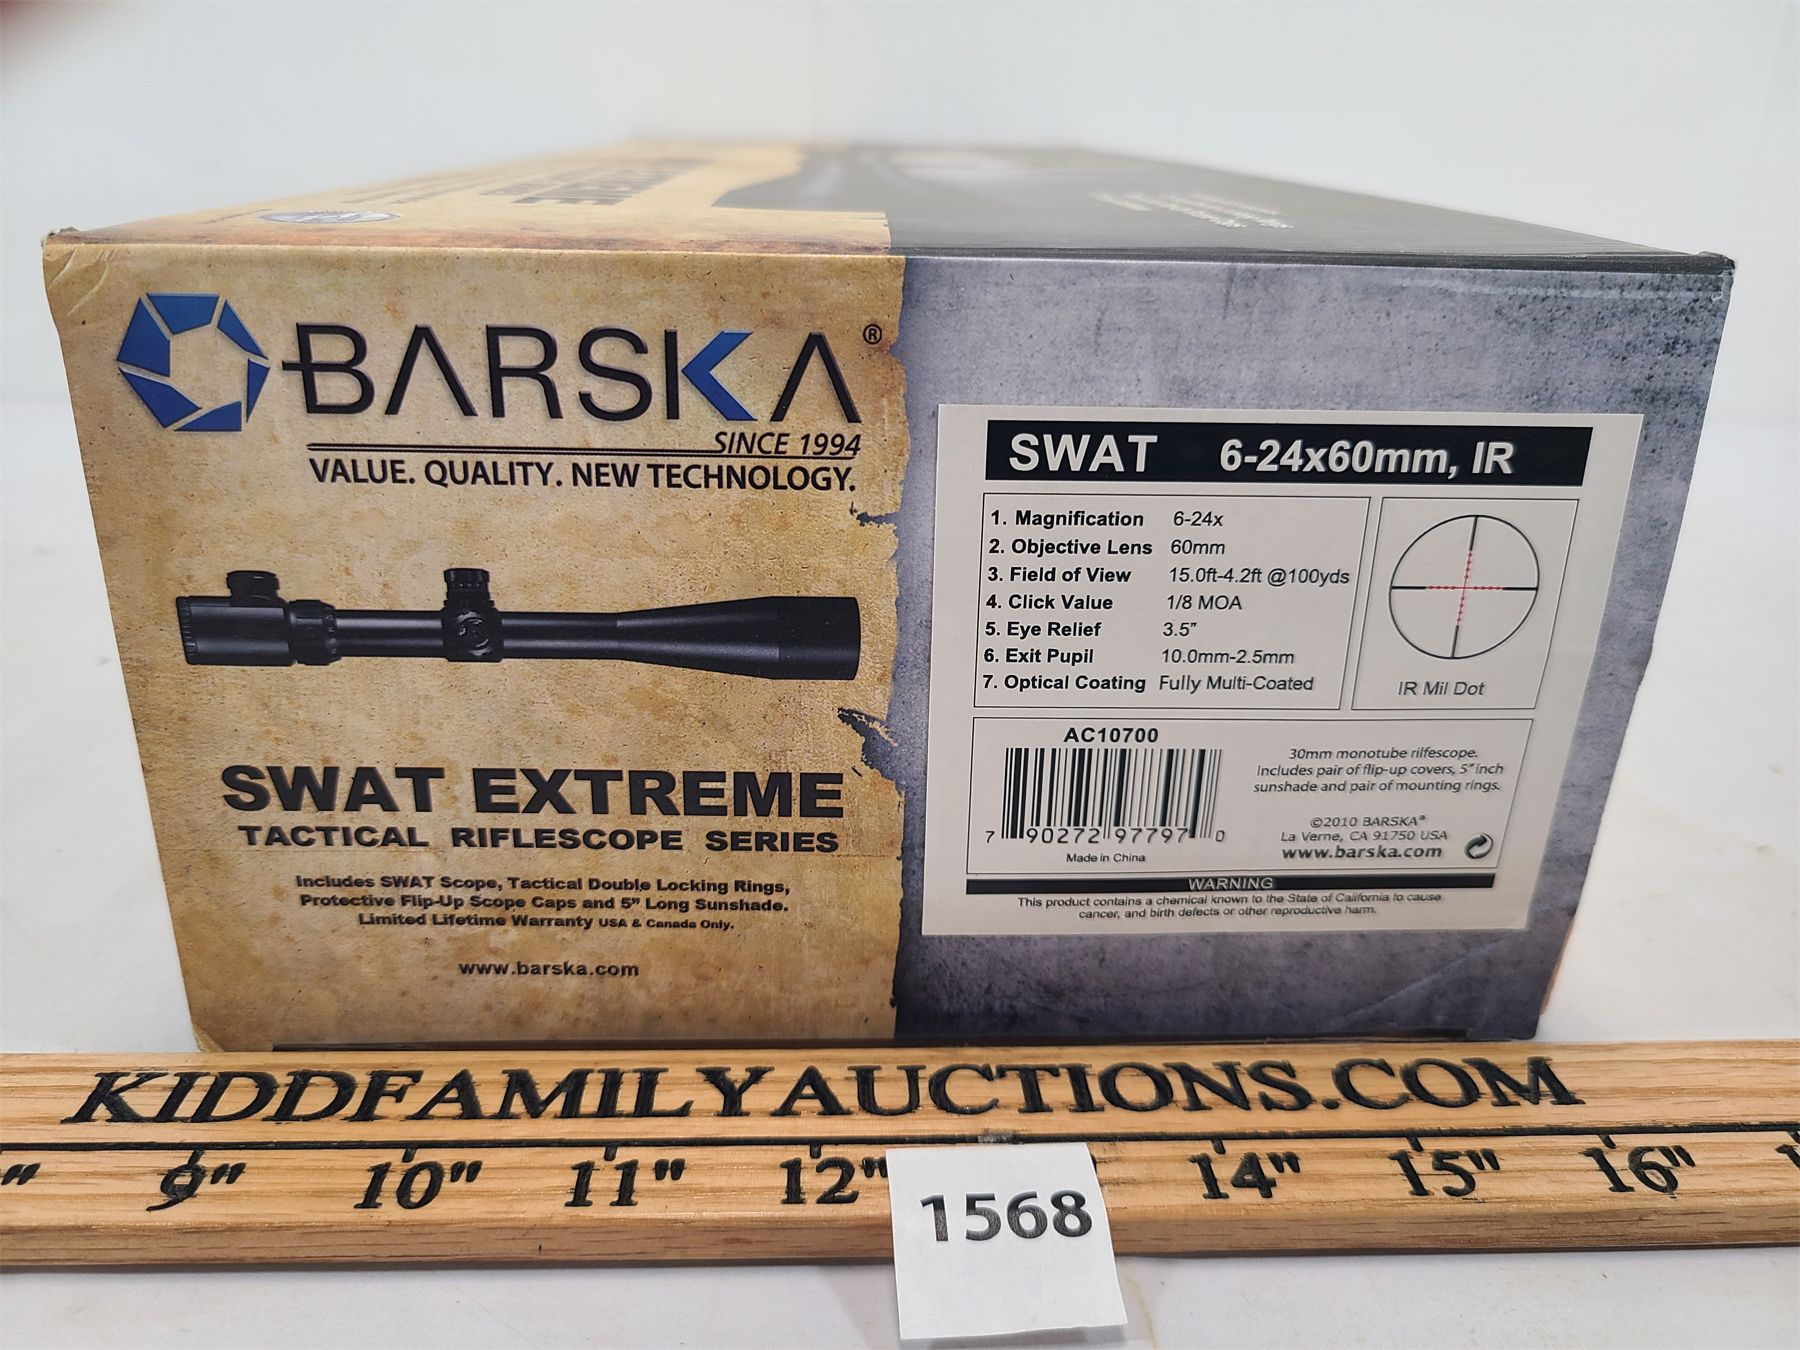 BARSKA®
SINCE 1994
VALUE. QUALITY. NEW TECHNOLOGY.
SWAT EXTREME
TACTICAL RIFLESCOPE SERIES
Includes SWAT Scope, Tactical Double Locking Rings,
Protective Flip-Up Scope Caps and 5" Long Sunshade.
Limited Lifetime Warranty USA & Canada Only.
www.barska.com
SWAT 6-24x60mm, IR
1. Magnification 6-24x
2. Objective Lens 60mm
3. Field of View 15.0ft-4.2ft @100yds
4. Click Value 1/8 MOA
5. Eye Relief 3.5"
6. Exit Pupil 10.0mm-2.5mm
7. Optical Coating Fully Multi-Coated
IR Mil Dot
AC10700
7 90272 97797 0
Made in China
30mm monotube rilfescope.
Includes pair of flip-up covers, 5" inch
sunshade and pair of mounting rings.
©2010 BARSKA®
La Verne, CA 91750 USA
www.barska.com
WARNING
This product contains a chemical known to the State of California to cause
cancer, and birth defects or other reproductive harm.
KIDDFAMILYAUCTIONS.COM
9" 10" 11" 12" 14" 15" 16"
1568